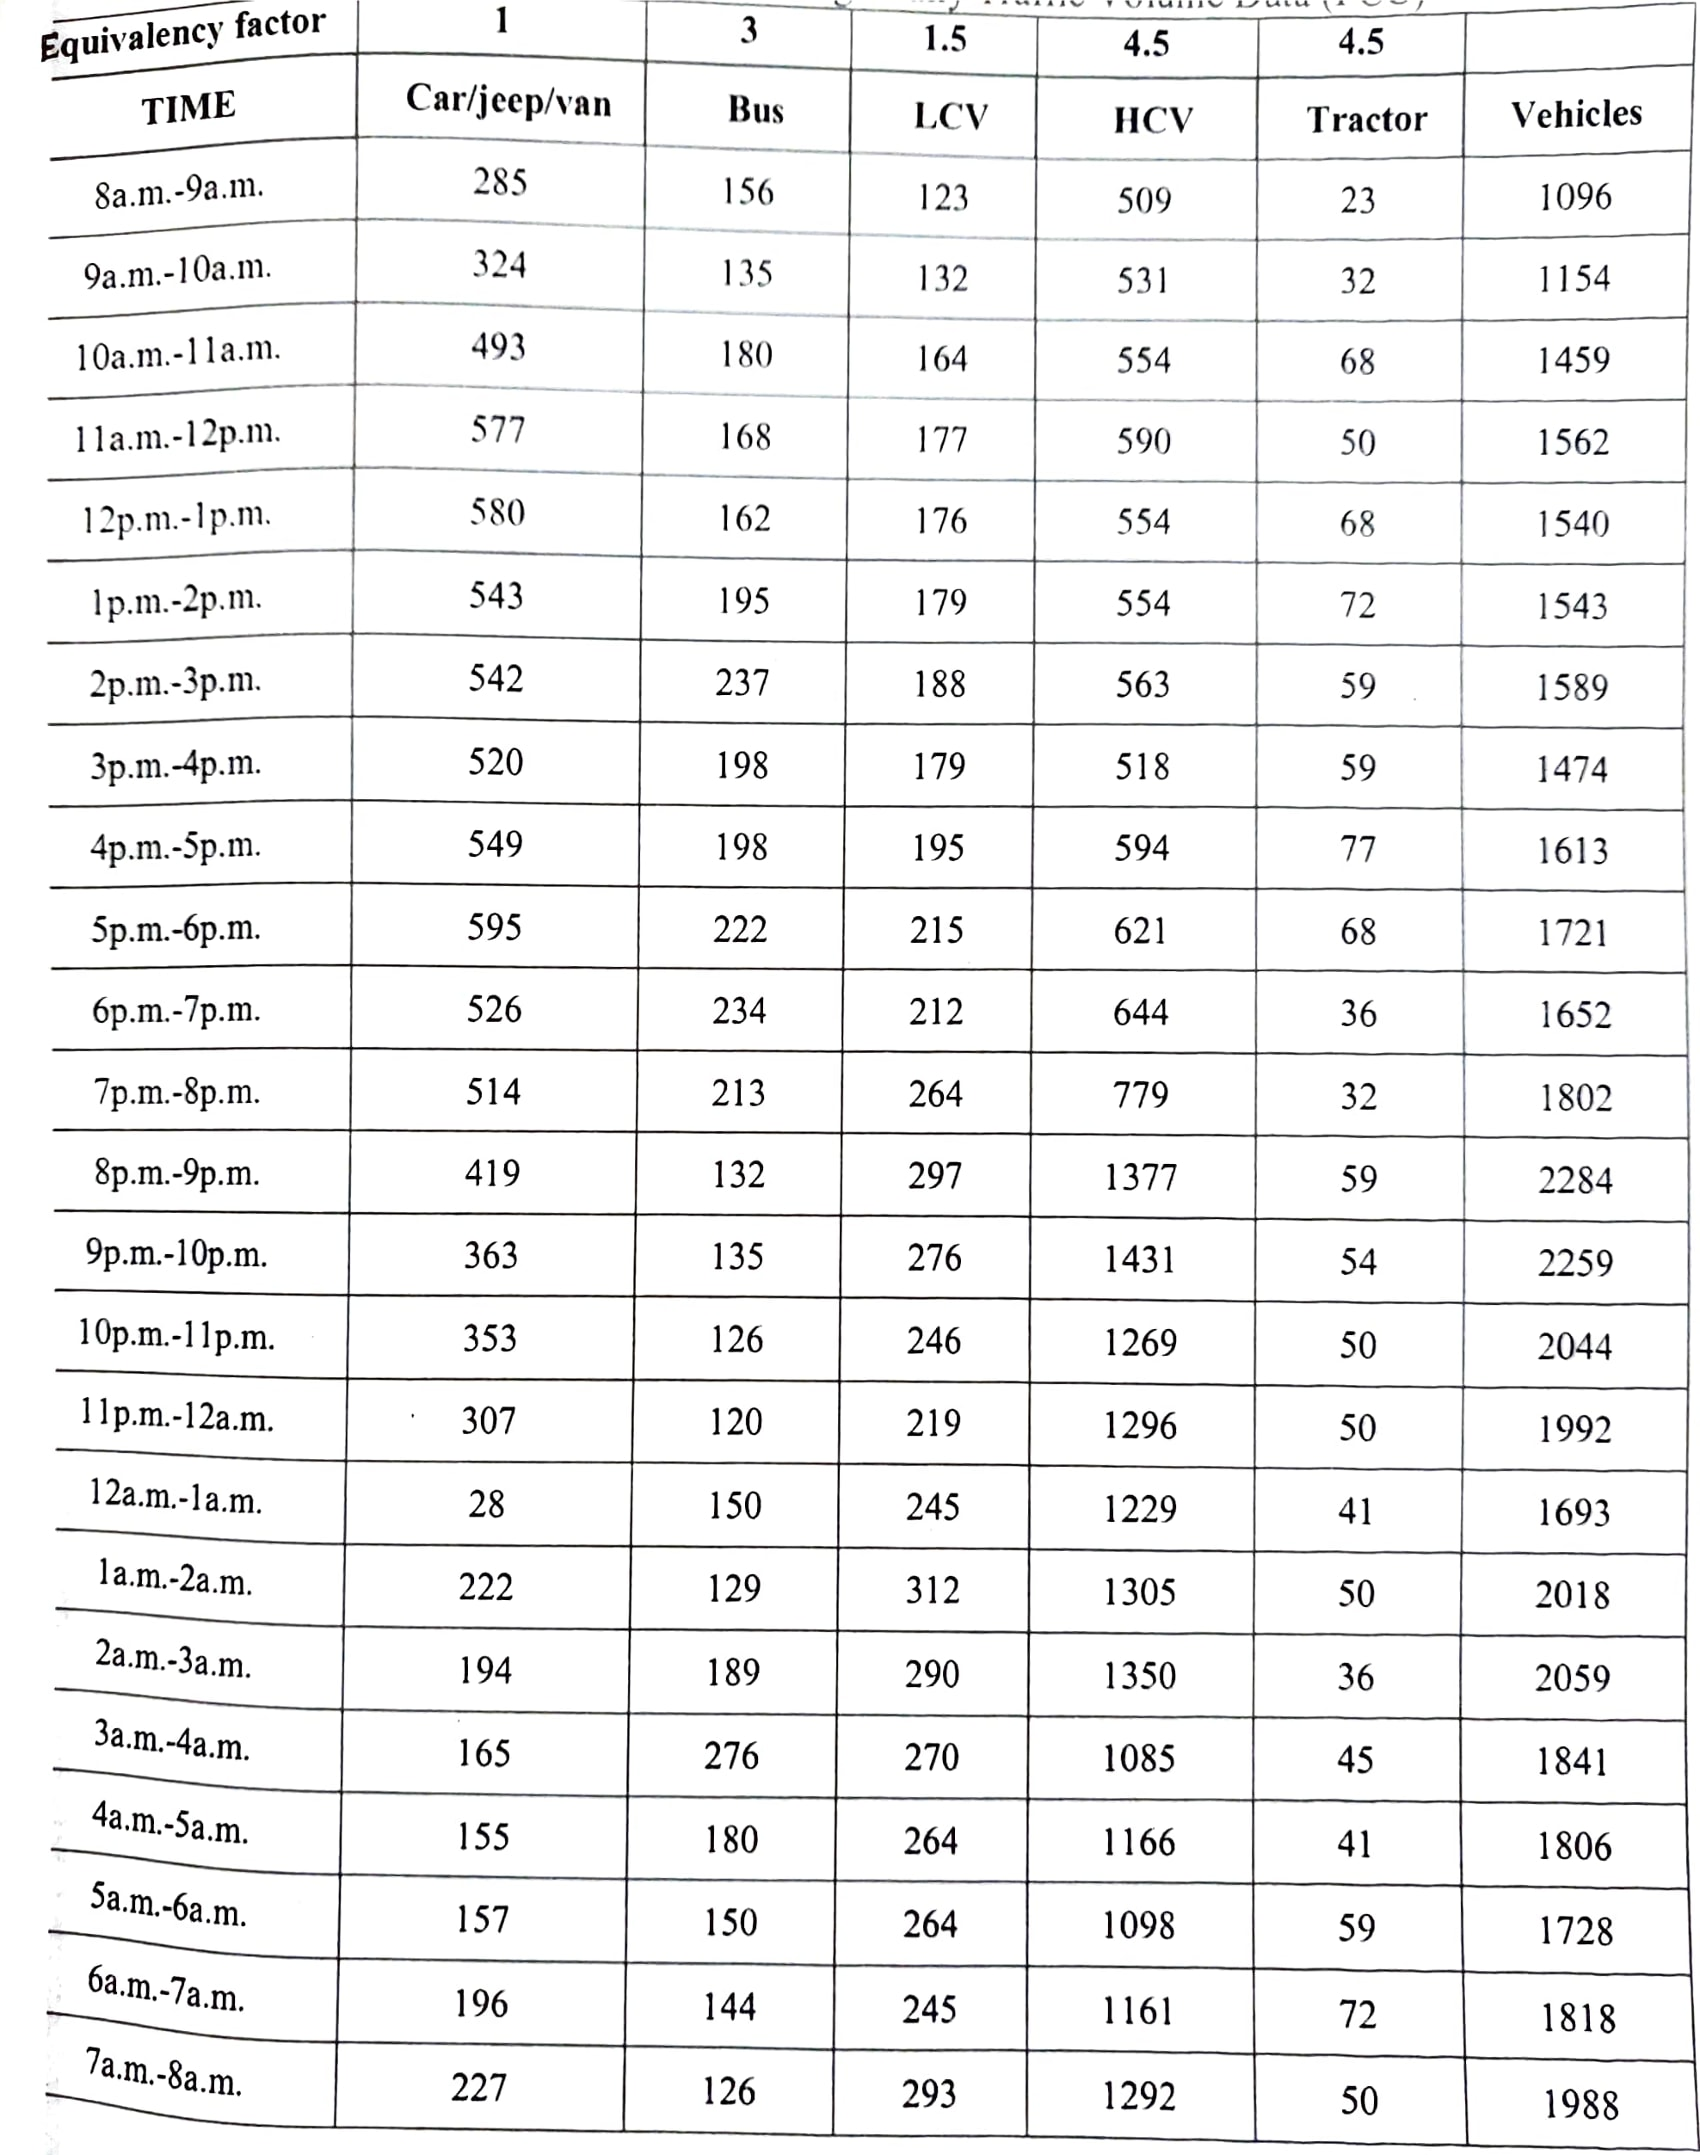 Traffic Volume Data (PCU)
Equivalency factor 1 3 1.5 4.5 4.5
TIME Car/jeep/van Bus LCV HCV Tractor Vehicles
8a.m.-9a.m. 285 156 123 509 23 1096
9a.m.-10a.m. 324 135 132 531 32 1154
10a.m.-11a.m. 493 180 164 554 68 1459
11a.m.-12p.m. 577 168 177 590 50 1562
12p.m.-1p.m. 580 162 176 554 68 1540
1p.m.-2p.m. 543 195 179 554 72 1543
2p.m.-3p.m. 542 237 188 563 59 1589
3p.m.-4p.m. 520 198 179 518 59 1474
4p.m.-5p.m. 549 198 195 594 77 1613
5p.m.-6p.m. 595 222 215 621 68 1721
6p.m.-7p.m. 526 234 212 644 36 1652
7p.m.-8p.m. 514 213 264 779 32 1802
8p.m.-9p.m. 419 132 297 1377 59 2284
9p.m.-10p.m. 363 135 276 1431 54 2259
10p.m.-11p.m. 353 126 246 1269 50 2044
11p.m.-12a.m. 307 120 219 1296 50 1992
12a.m.-1a.m. 28 150 245 1229 41 1693
1a.m.-2a.m. 222 129 312 1305 50 2018
2a.m.-3a.m. 194 189 290 1350 36 2059
3a.m.-4a.m. 165 276 270 1085 45 1841
4a.m.-5a.m. 155 180 264 1166 41 1806
5a.m.-6a.m. 157 150 264 1098 59 1728
6a.m.-7a.m. 196 144 245 1161 72 1818
7a.m.-8a.m. 227 126 293 1292 50 1988